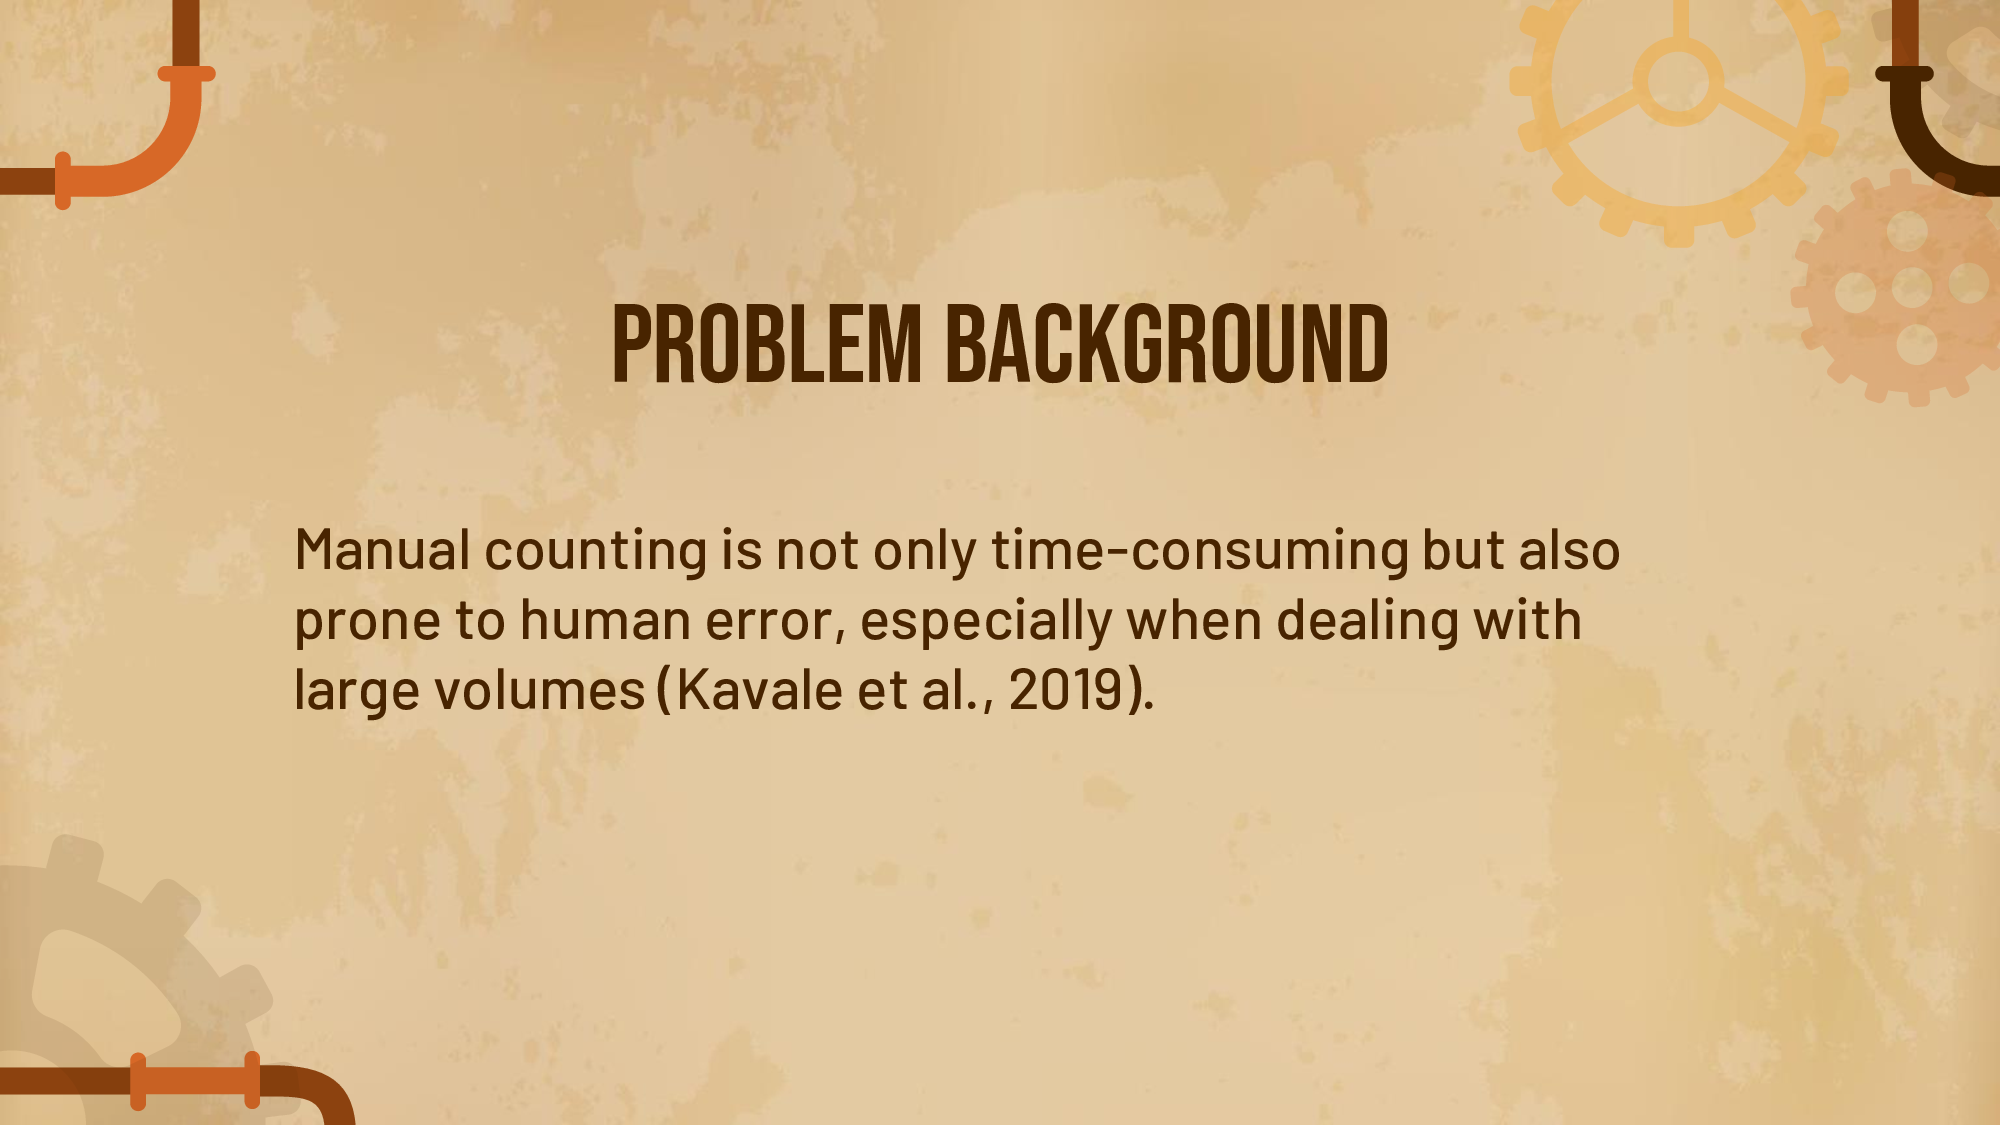 PROBLEM BACKGROUND
Manual counting is not only time-consuming but also
prone to human error, especially when dealing with
large volumes (Kavale et al., 2019).